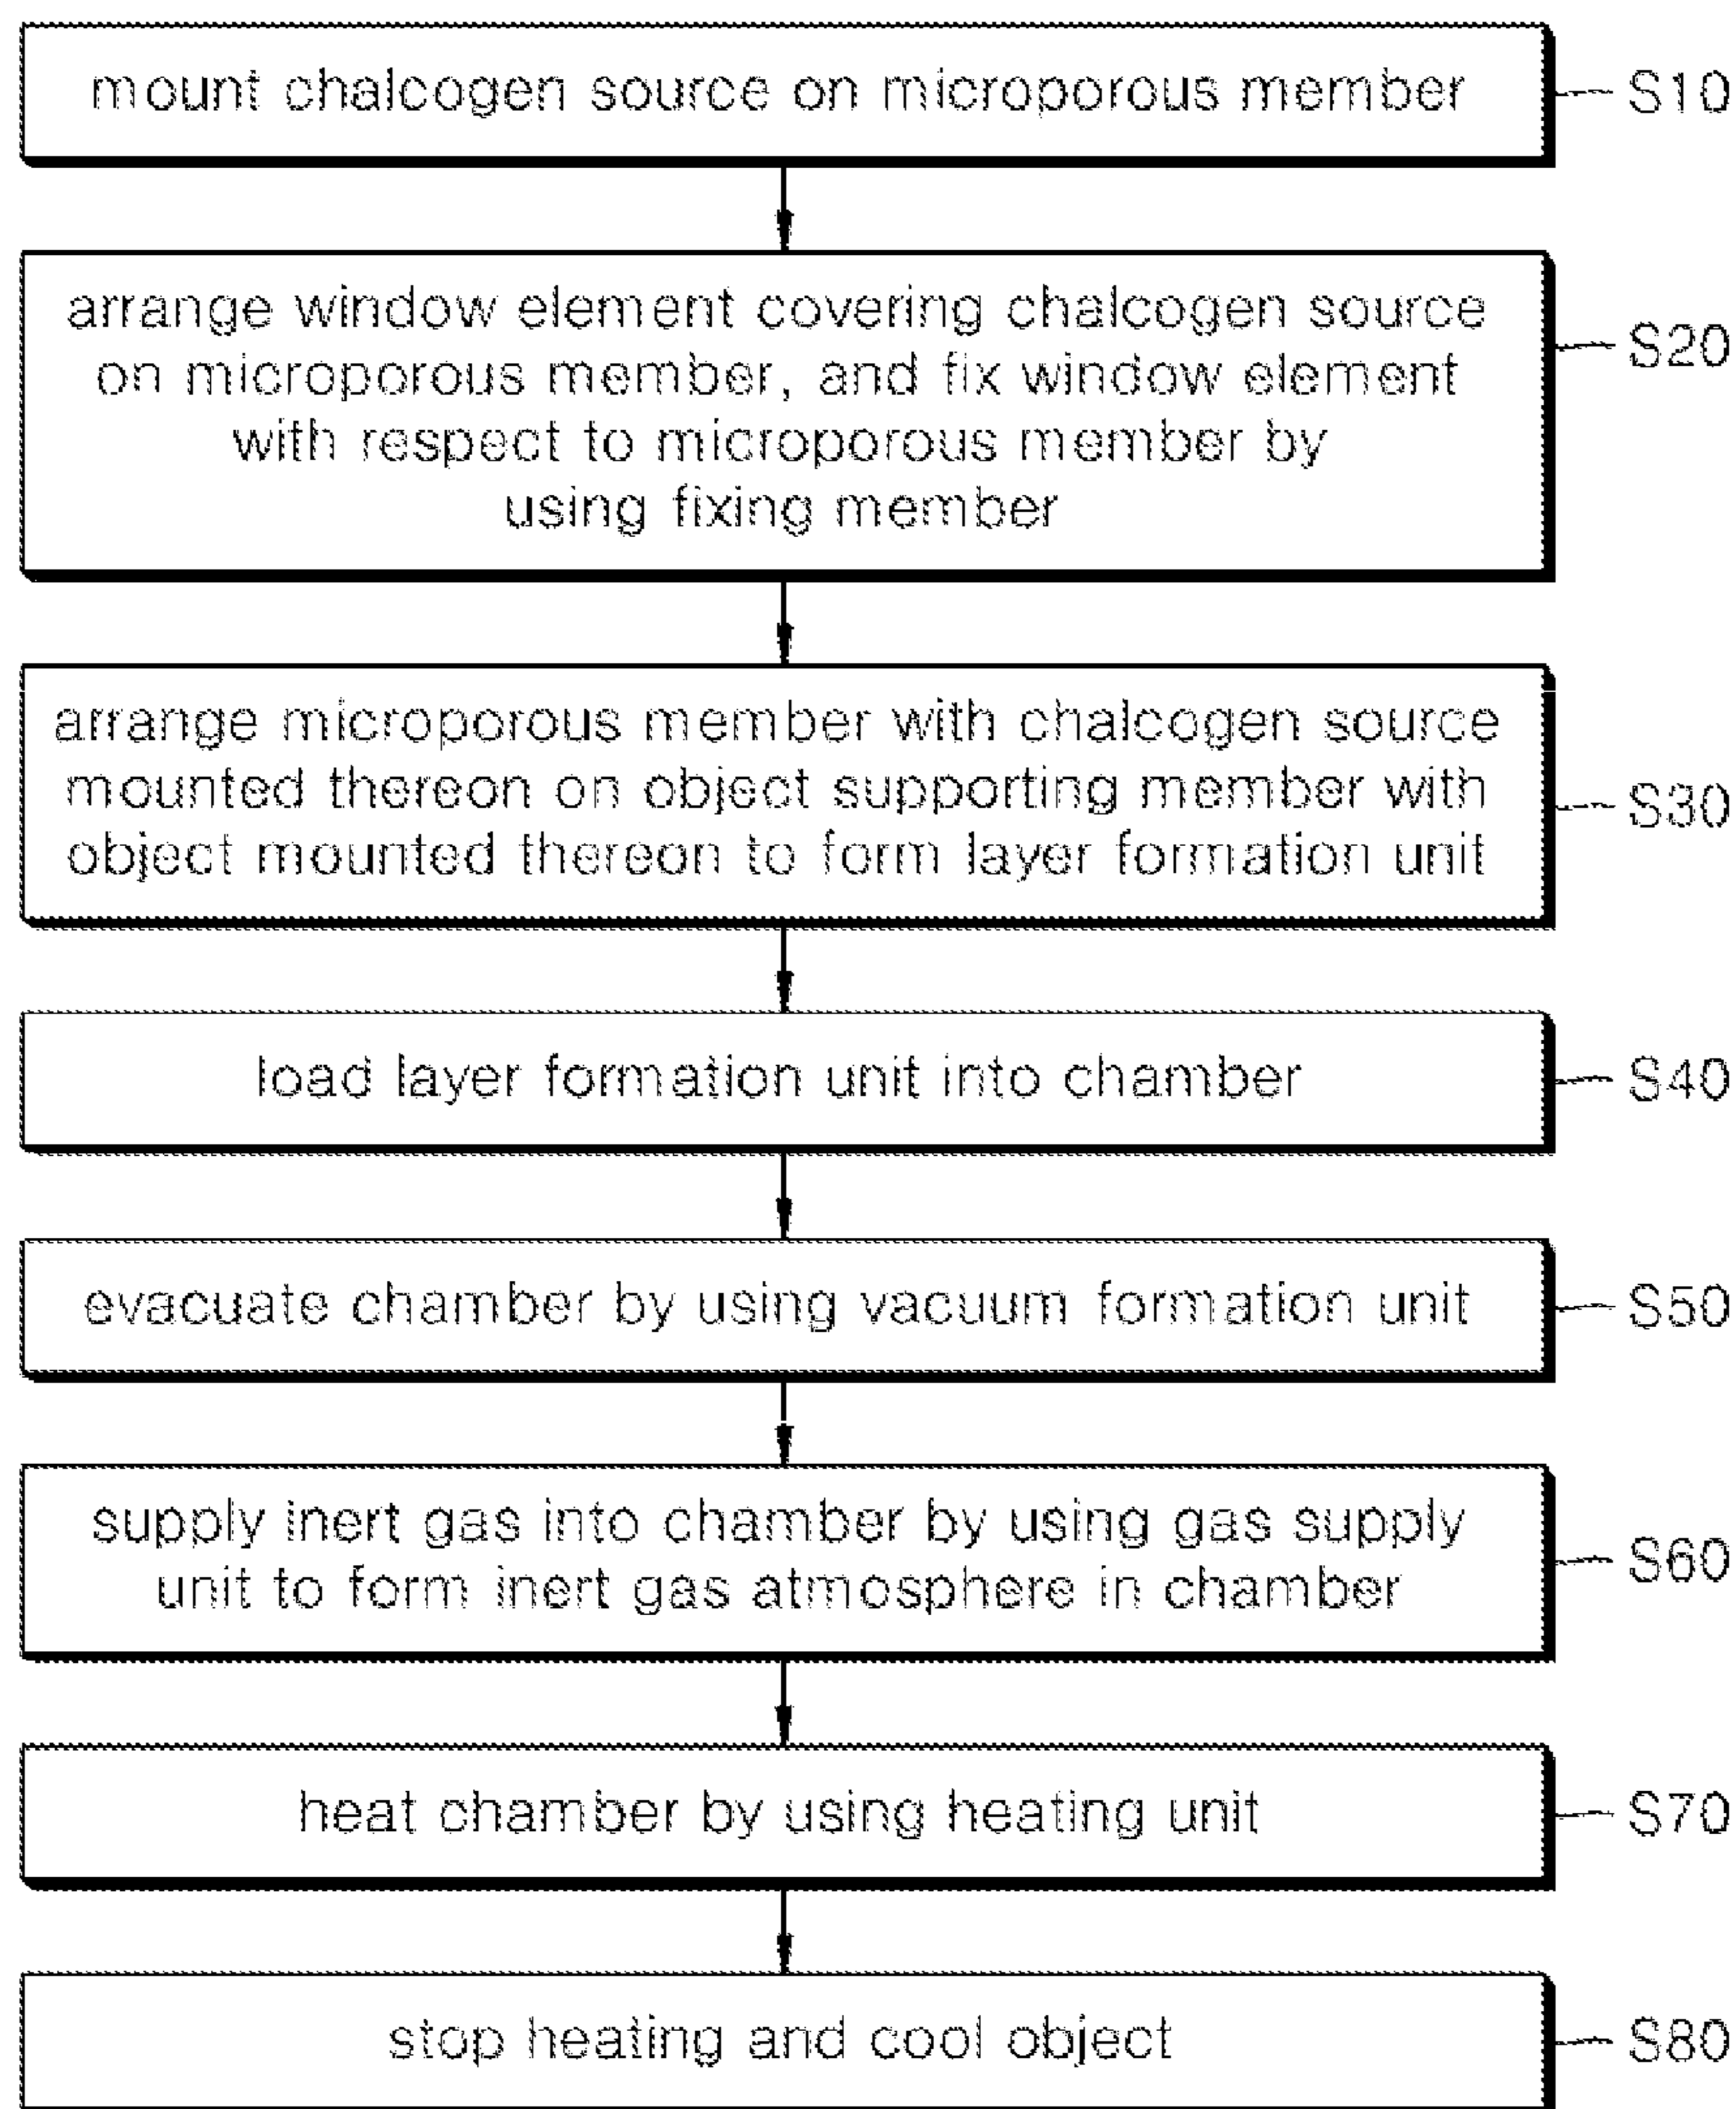 mount chalcogen source on microporous member
S10
arrange window element covering chalcogen source
on microporous member, and fix window element
with respect to microporous member by
using fixing member
S20
arrange microporous member with chalcogen source
mounted thereon on object supporting member with
object mounted thereon to form layer formation unit
S30
load layer formation unit into chamber
S40
evacuate chamber by using vacuum formation unit
S50
supply inert gas into chamber by using gas supply
unit to form inert gas atmosphere in chamber
S60
heat chamber by using heating unit
S70
stop heating and cool object
S80